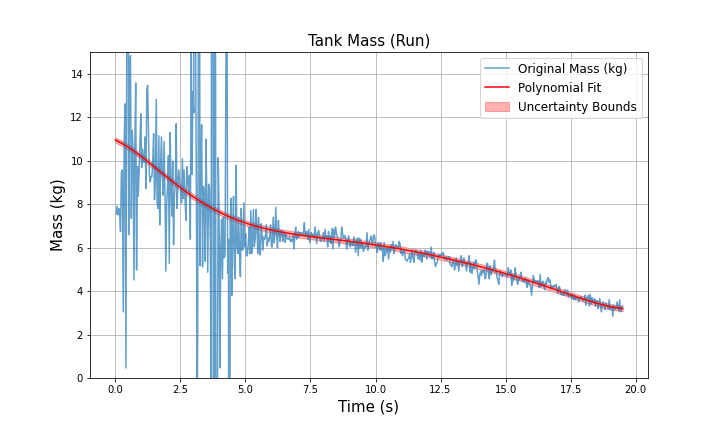 Tank Mass (Run)
Original Mass (kg)
Polynomial Fit
Uncertainty Bounds
Mass (kg)
14
12
10
8
6
4
2
0
0.0 2.5 5.0 7.5 10.0 12.5 15.0 17.5 20.0
Time (s)